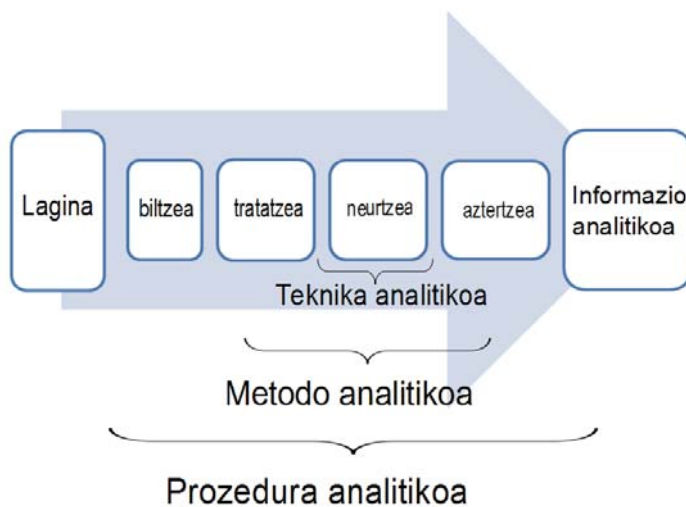 Lagina
biltzea
tratatzea
neurtzea
aztertzea
Informazio
analitikoa
Teknika analitikoa
Metodo analitikoa
Prozedura analitikoa